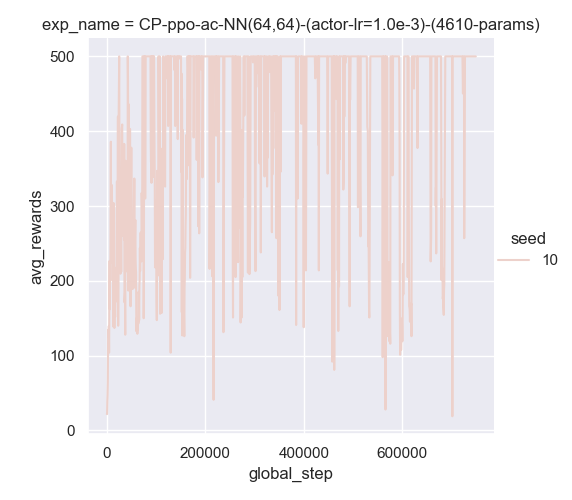 exp_name = CP-ppo-ac-NN(64,64)-(actor-lr=1.0e-3)-(4610-params)
500
400
300
200
100
0
avg_rewards
0 200000 400000 600000
global_step
seed
10